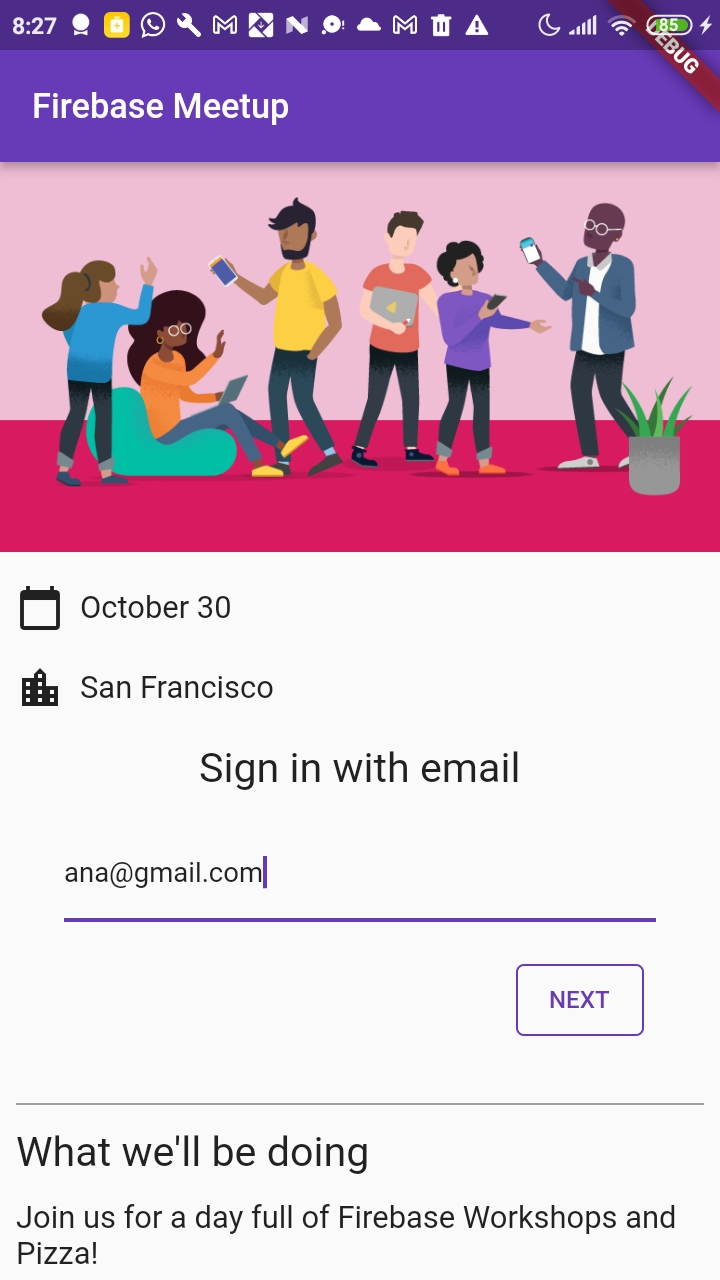 8:27
85
DEBUG
Firebase Meetup
October 30
San Francisco
Sign in with email
ana@gmail.com
NEXT
What we'll be doing
Join us for a day full of Firebase Workshops and
Pizza!